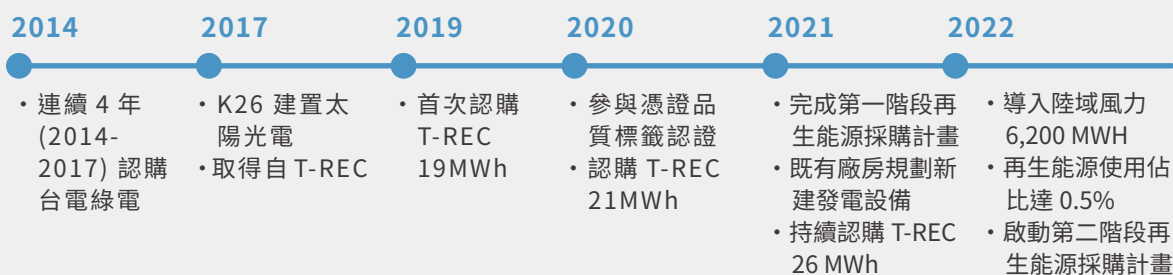 2014
・連續 4 年
(2014-
2017) 認購
台電綠電
2017
・K26 建置太
陽光電
・取得自 T-REC
2019
・首次認購
T-REC
19MWh
2020
・參與憑證品
質標籤認證
・認購 T-REC
21MWh
2021
・完成第一階段再
生能源採購計畫
・既有廠房規劃新
建發電設備
・持續認購 T-REC
26 MWh
2022
・導入陸域風力
6,200 MWH
・再生能源使用佔
比達 0.5%
・啟動第二階段再
生能源採購計畫